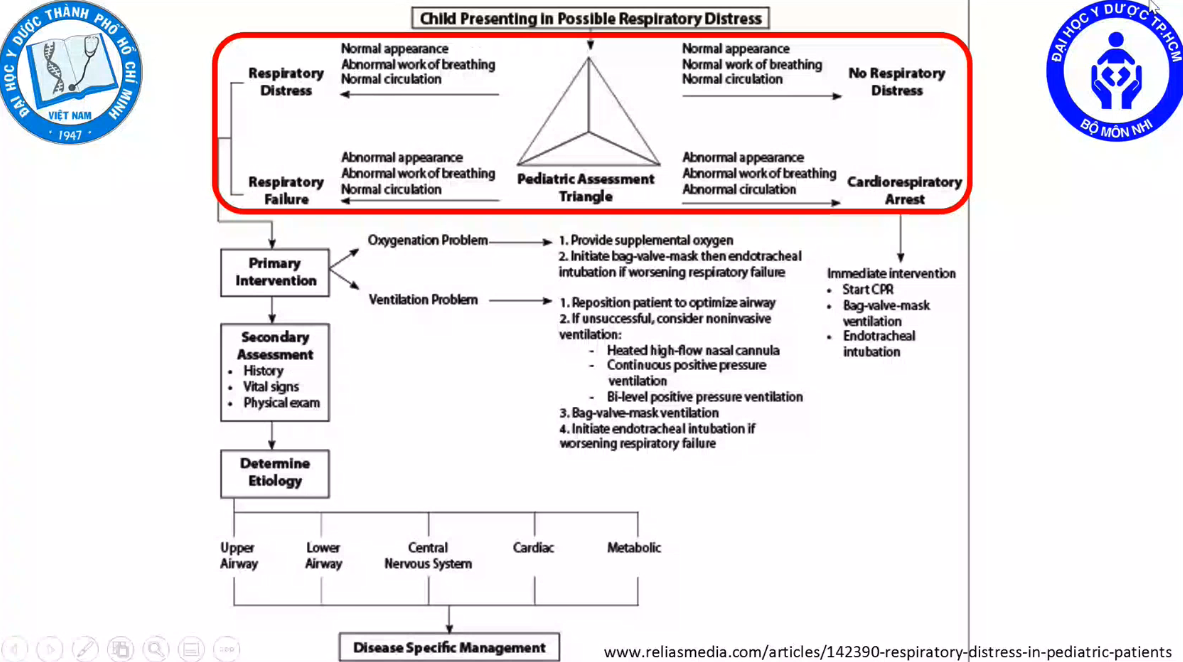 Child Presenting in Possible Respiratory Distress
ĐẠI HỌC Y DƯỢC THÀNH PHỐ HỒ CHÍ MINH
VIỆT NAM
1947
ĐẠI HỌC Y DƯỢC TP.HCM
BỘ MÔN NHI
Respiratory
Distress
Normal appearance
Abnormal work of breathing
Normal circulation
Normal appearance
Normal work of breathing
Normal circulation
No Respiratory
Distress
Respiratory
Failure
Abnormal appearance
Abnormal work of breathing
Normal circulation
Pediatric Assessment
Triangle
Abnormal appearance
Abnormal work of breathing
Abnormal circulation
Cardiorespiratory
Arrest
Primary
Intervention
Oxygenation Problem
1. Provide supplemental oxygen
2. Initiate bag-valve-mask then endotracheal
intubation if worsening respiratory failure
Ventilation Problem
1. Reposition patient to optimize airway
2. If unsuccessful, consider noninvasive
ventilation:
- Heated high-flow nasal cannula
- Continuous positive pressure
ventilation
- Bi-level positive pressure ventilation
3. Bag-valve-mask ventilation
4. Initiate endotracheal intubation if
worsening respiratory failure
Immediate intervention
• Start CPR
• Bag-valve-mask
ventilation
• Endotracheal
intubation
Secondary
Assessment
• History
• Vital signs
• Physical exam
Determine
Etiology
Upper
Airway
Lower
Airway
Central
Nervous System
Cardiac
Metabolic
Disease Specific Management
www.reliasmedia.com/articles/142390-respiratory-distress-in-pediatric-patients